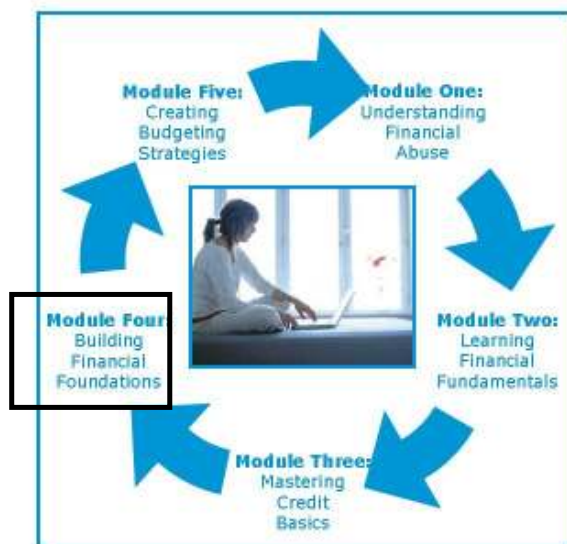 Module Five:
Creating
Budgeting
Strategies
Module One:
Understanding
Financial
Abuse
Module Four:
Building
Financial
Foundations
Module Two:
Learning
Financial
Fundamentals
Module Three:
Mastering
Credit
Basics